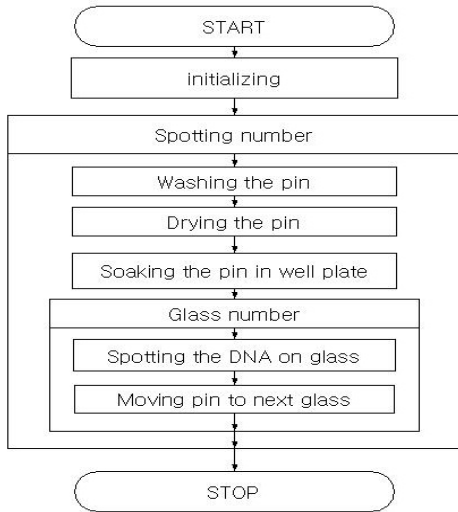 START
initializing
Spotting number
Washing the pin
Drying the pin
Soaking the pin in well plate
Glass number
Spotting the DNA on glass
Moving pin to next glass
STOP